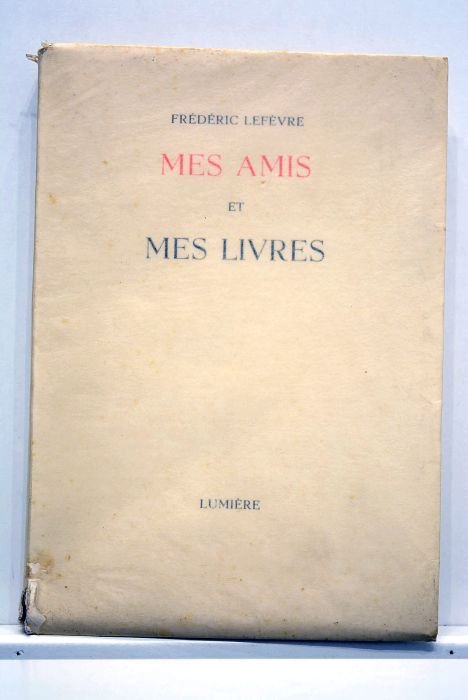 FRÉDÉRIC LEFÈVRE
MES AMIS
ET
MES LIVRES
LUMIÈRE